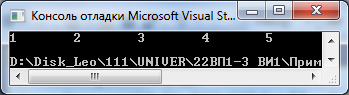 Консоль отладки Microsoft Visual St...
1 2 3 4 5
D:\Disk_Leo\111\UNIVER\22ВП1-3 ВИ1\Прим